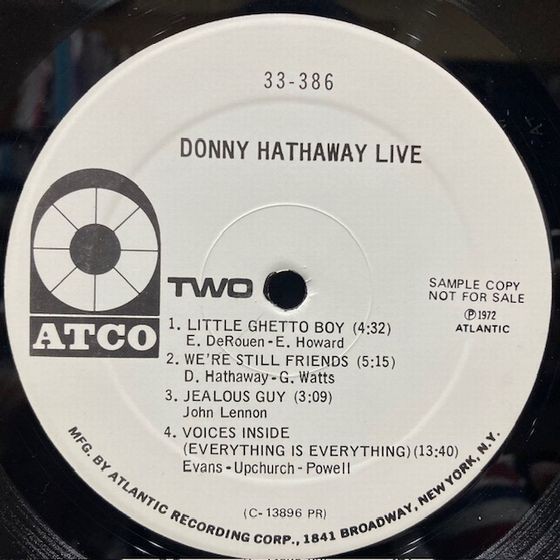 33-386
DONNY HATHAWAY LIVE
ATCO
TWO
SAMPLE COPY
NOT FOR SALE
℗ 1972
ATLANTIC
1. LITTLE GHETTO BOY (4:32)
E. DeRouen - E. Howard
2. WE'RE STILL FRIENDS (5:15)
D. Hathaway - G. Watts
3. JEALOUS GUY (3:09)
John Lennon
4. VOICES INSIDE
(EVERYTHING IS EVERYTHING) (13:40)
Evans - Upchurch - Powell
(C-13896 PR)
MFG. BY ATLANTIC RECORDING CORP., 1841 BROADWAY, NEW YORK, N.Y.